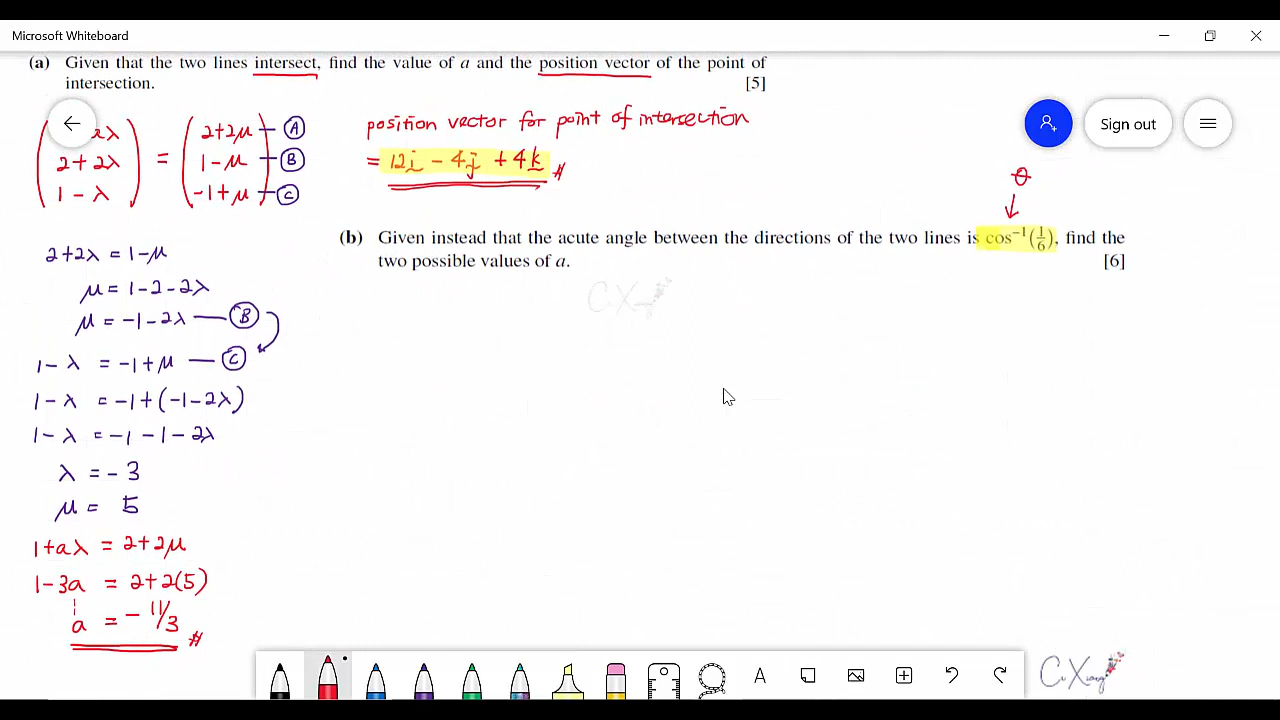 Microsoft Whiteboard
(a) Given that the two lines intersect, find the value of a and the position vector of the point of
intersection. [5]
aλ
2+2λ
1-λ
=
2+2μ — Ⓐ
1-μ — Ⓑ
-1+μ — Ⓒ
position vector for point of intersection
= 12i - 4j + 4k #
Sign out
θ
↓
(b) Given instead that the acute angle between the directions of the two lines is cos⁻¹(1/6), find the
two possible values of a. [6]
2+2λ = 1-μ
μ = 1-2-2λ
μ = -1-2λ — Ⓑ
1-λ = -1+μ — Ⓒ
1-λ = -1+(-1-2λ)
1-λ = -1-1-2λ
λ = -3
μ = 5
1+aλ = 2+2μ
1-3a = 2+2(5)
a = -11/3 #
A